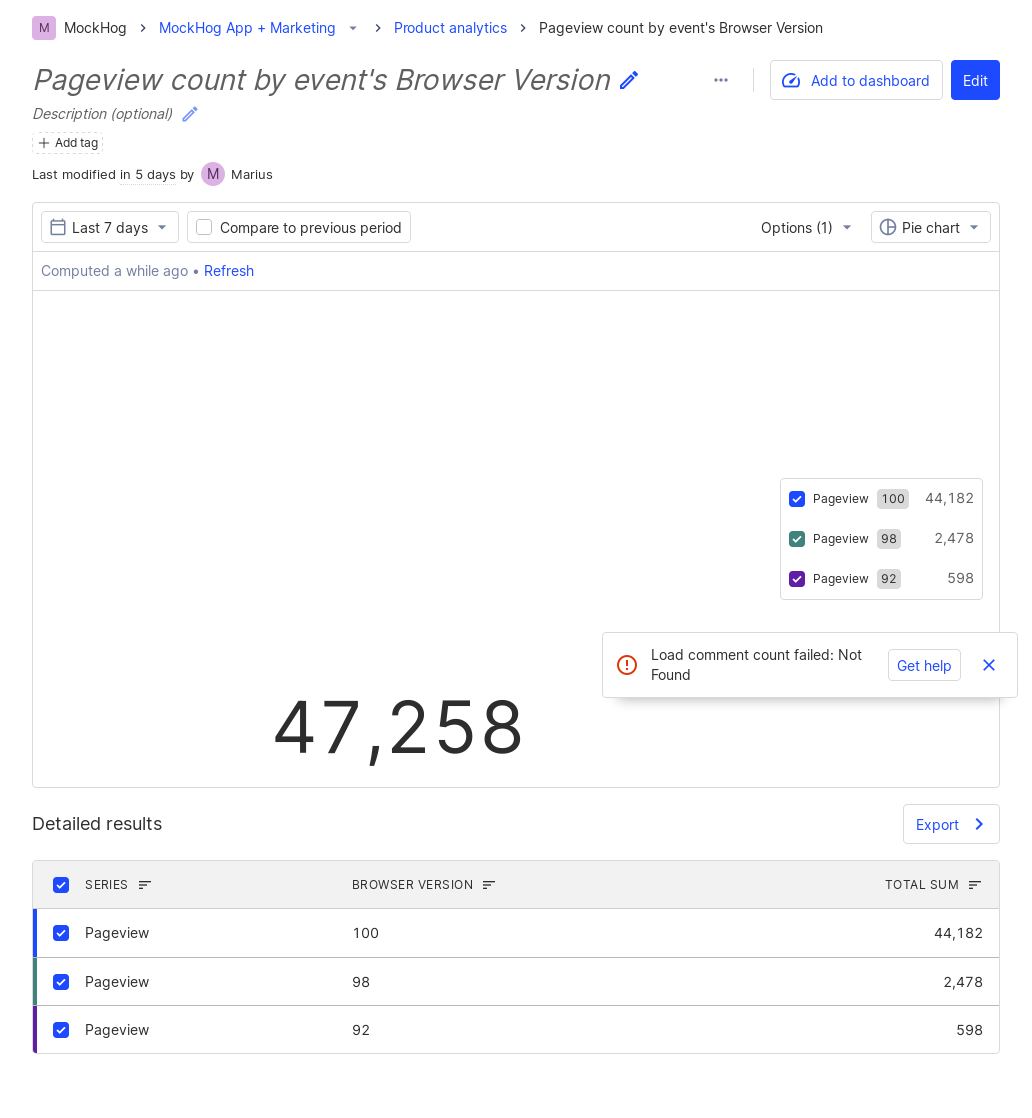 M MockHog MockHog App + Marketing Product analytics Pageview count by event's Browser Version
Pageview count by event's Browser Version
Add to dashboard Edit
Description (optional)
Add tag
Last modified in 5 days by M Marius
Last 7 days Compare to previous period Options (1) Pie chart
Computed a while ago • Refresh
Pageview 100 44,182
Pageview 98 2,478
Pageview 92 598
Load comment count failed: Not
Found
Get help
47,258
Detailed results Export
SERIES BROWSER VERSION TOTAL SUM
Pageview 100 44,182
Pageview 98 2,478
Pageview 92 598